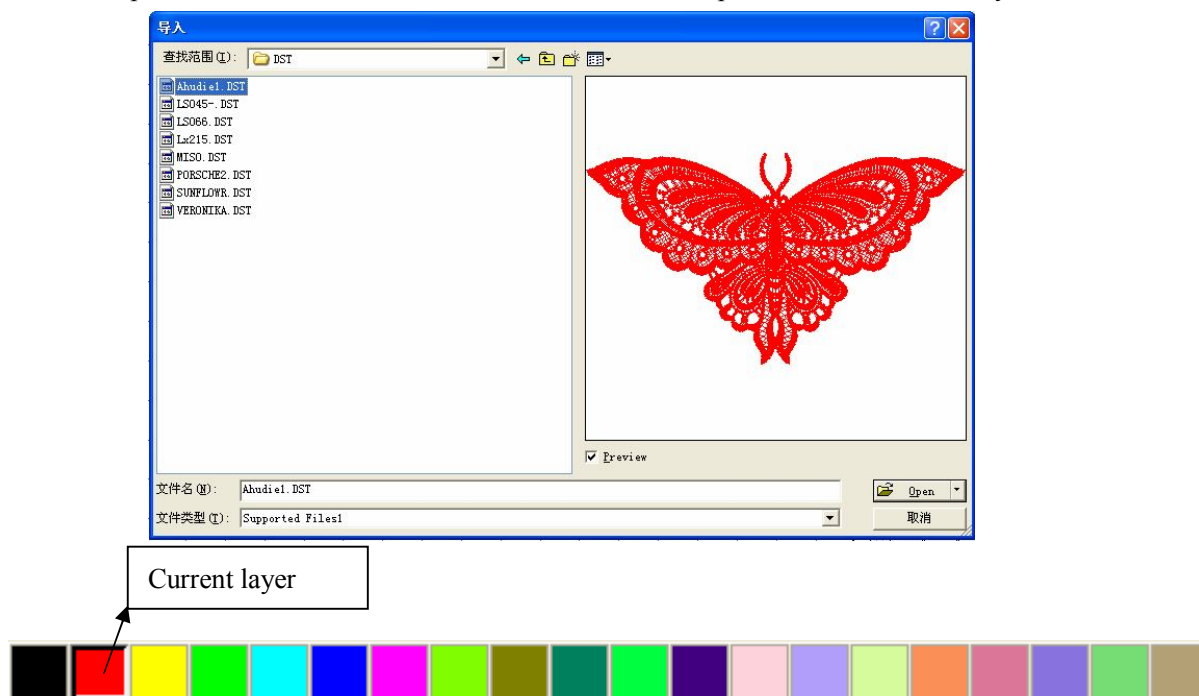 导入
查找范围(I): DST
Ahudie1.DST
LS045-.DST
LS066.DST
Lx215.DST
MISO.DST
PORSCHE2.DST
SUNFLOWR.DST
VERONIKA.DST
Preview
文件名(N): Ahudie1.DST
Open
文件类型(T): Supported Files1
取消
Current layer